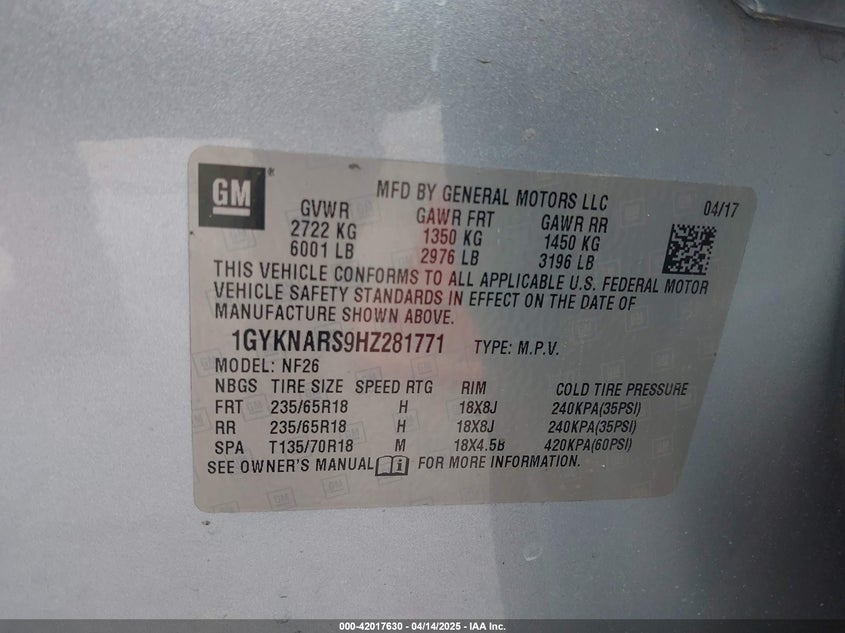 GM
MFD BY GENERAL MOTORS LLC
04/17
GVWR GAWR FRT GAWR RR
2722 KG 1350 KG 1450 KG
6001 LB 2976 LB 3196 LB
THIS VEHICLE CONFORMS TO ALL APPLICABLE U.S. FEDERAL MOTOR
VEHICLE SAFETY STANDARDS IN EFFECT ON THE DATE OF
MANUFACTURE SHOWN ABOVE.
1GYKNARS9HZ281771 TYPE: M.P.V.
MODEL: NF26
NBGS TIRE SIZE SPEED RTG RIM COLD TIRE PRESSURE
FRT 235/65R18 H 18X8J 240KPA(35PSI)
RR 235/65R18 H 18X8J 240KPA(35PSI)
SPA T135/70R18 M 18X4.5B 420KPA(60PSI)
SEE OWNER'S MANUAL FOR MORE INFORMATION.
000-42017630 - 04/14/2025 - IAA Inc.